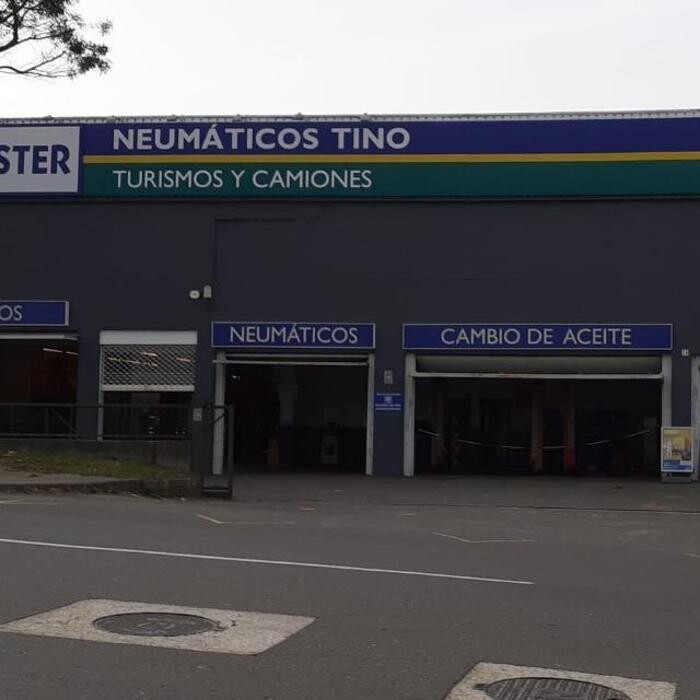 STER
NEUMÁTICOS TINO
TURISMOS Y CAMIONES
OS
NEUMÁTICOS
CAMBIO DE ACEITE